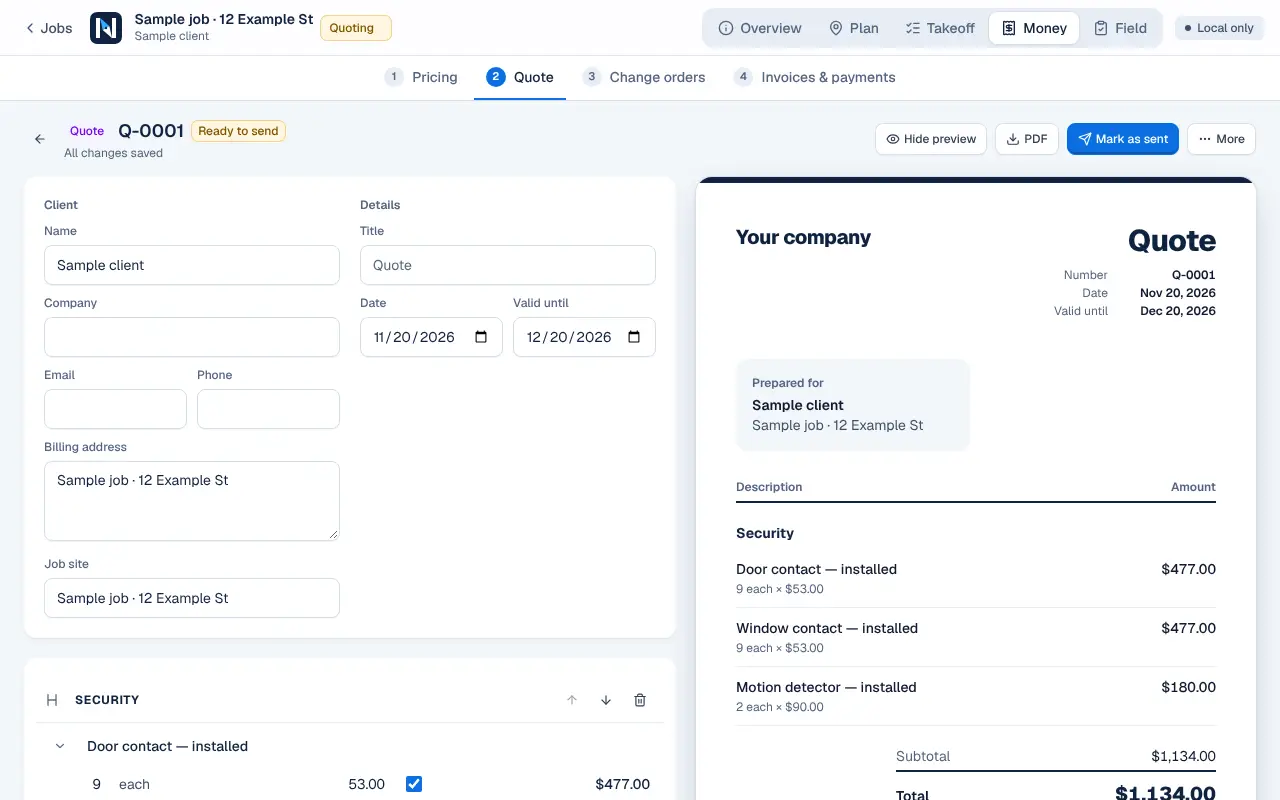 Jobs
Sample job · 12 Example St
Sample client
Quoting
Overview
Plan
Takeoff
Money
Field
Local only
1 Pricing
2 Quote
3 Change orders
4 Invoices & payments
Quote Q-0001 Ready to send
All changes saved
Hide preview
PDF
Mark as sent
More
Client
Name
Sample client
Company
Email
Phone
Billing address
Sample job · 12 Example St
Job site
Sample job · 12 Example St
Details
Title
Quote
Date
Valid until
11/20/2026
12/20/2026
SECURITY
Door contact — installed
9 each 53.00 $477.00
Your company
Quote
Number Q-0001
Date Nov 20, 2026
Valid until Dec 20, 2026
Prepared for
Sample client
Sample job · 12 Example St
Description Amount
Security
Door contact — installed $477.00
9 each × $53.00
Window contact — installed $477.00
9 each × $53.00
Motion detector — installed $180.00
2 each × $90.00
Subtotal $1,134.00
Total $1,134.00